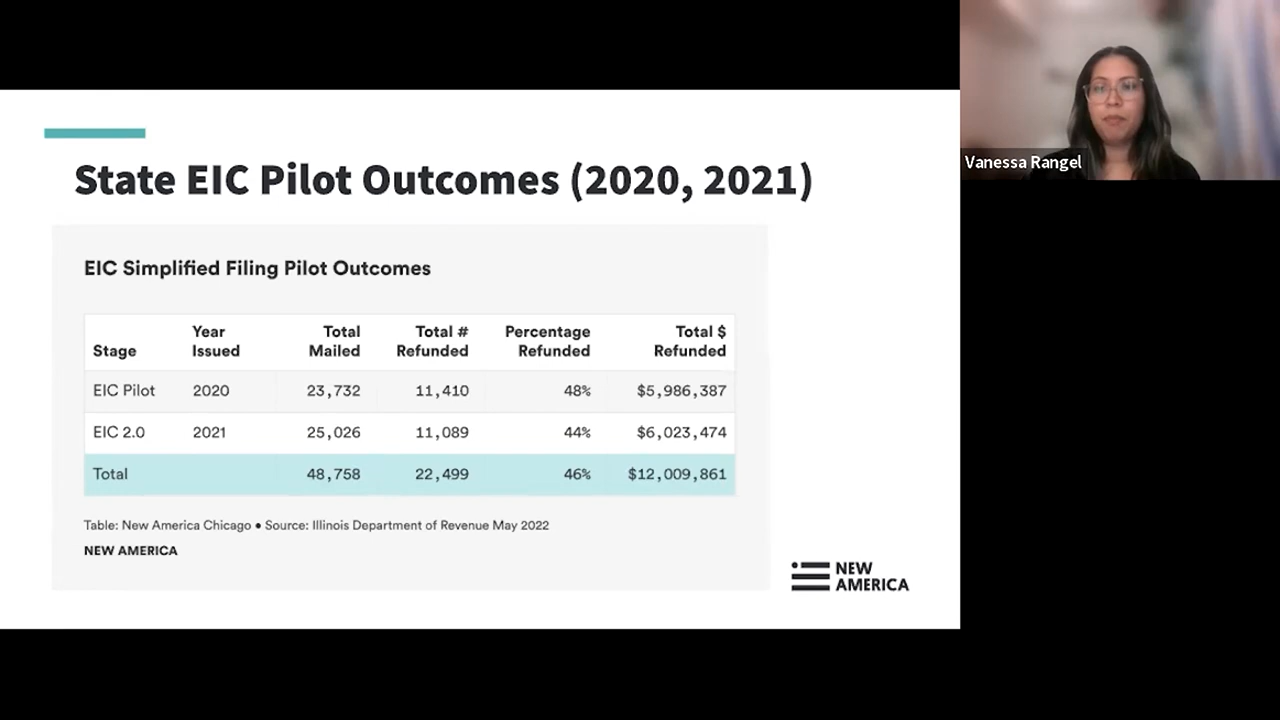 State EIC Pilot Outcomes (2020, 2021)
EIC Simplified Filing Pilot Outcomes
Stage Year Issued Total Mailed Total # Refunded Percentage Refunded Total $ Refunded
EIC Pilot 2020 23,732 11,410 48% $5,986,387
EIC 2.0 2021 25,026 11,089 44% $6,023,474
Total 48,758 22,499 46% $12,009,861
Table: New America Chicago • Source: Illinois Department of Revenue May 2022
NEW AMERICA
NEW
AMERICA
Vanessa Rangel